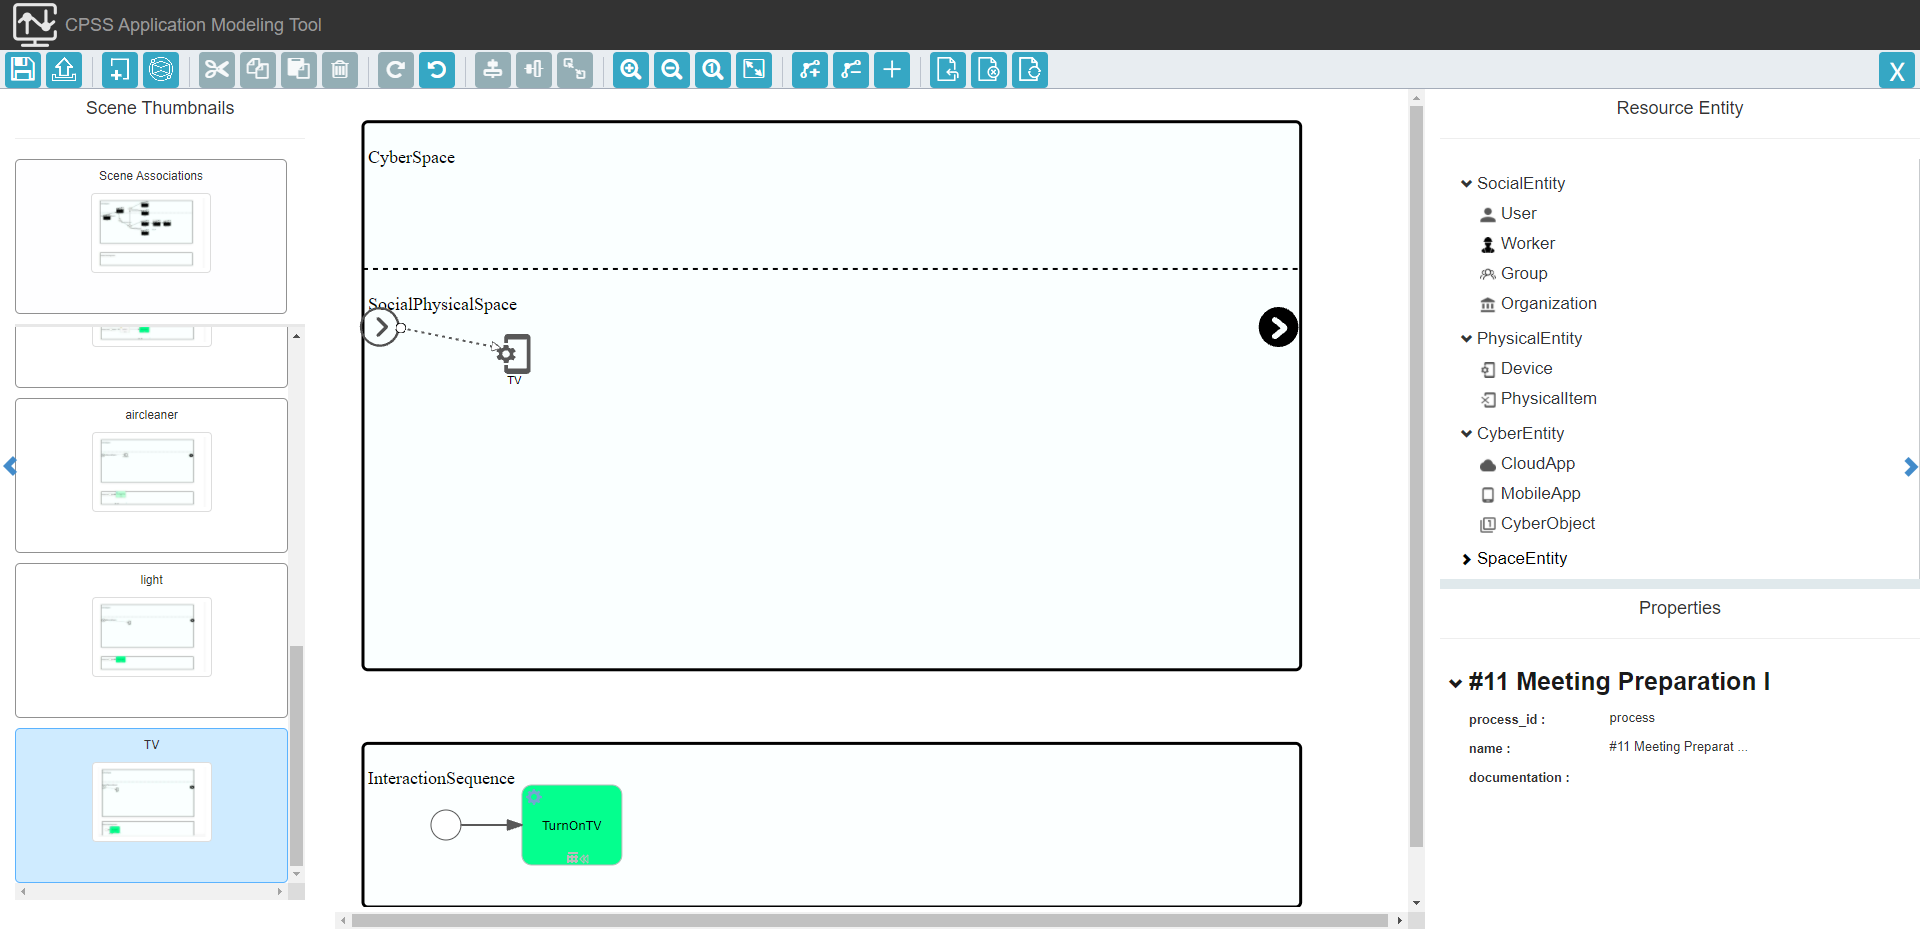 CPSS Application Modeling Tool
X
Scene Thumbnails
Scene Associations
aircleaner
light
TV
CyberSpace
SocialPhysicalSpace
TV
InteractionSequence
TurnOnTV
Resource Entity
SocialEntity
User
Worker
Group
Organization
PhysicalEntity
Device
PhysicalItem
CyberEntity
CloudApp
MobileApp
CyberObject
SpaceEntity
Properties
#11 Meeting Preparation I
process_id : process
name : #11 Meeting Preparat ...
documentation :